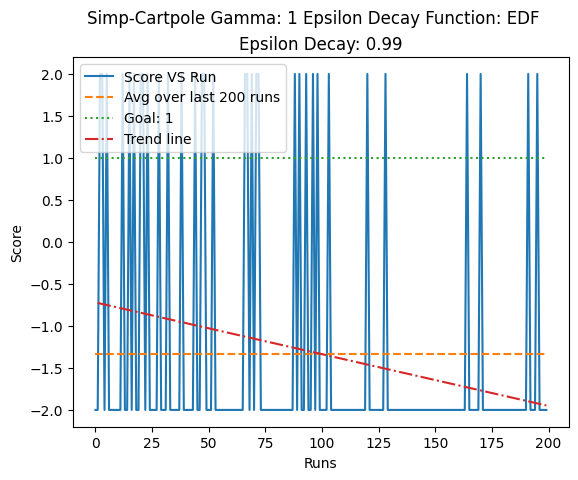 Simp-Cartpole Gamma: 1 Epsilon Decay Function: EDF
Epsilon Decay: 0.99
Score VS Run
Avg over last 200 runs
Goal: 1
Trend line
2.0
1.5
1.0
0.5
0.0
−0.5
−1.0
−1.5
−2.0
Score
0 25 50 75 100 125 150 175 200
Runs